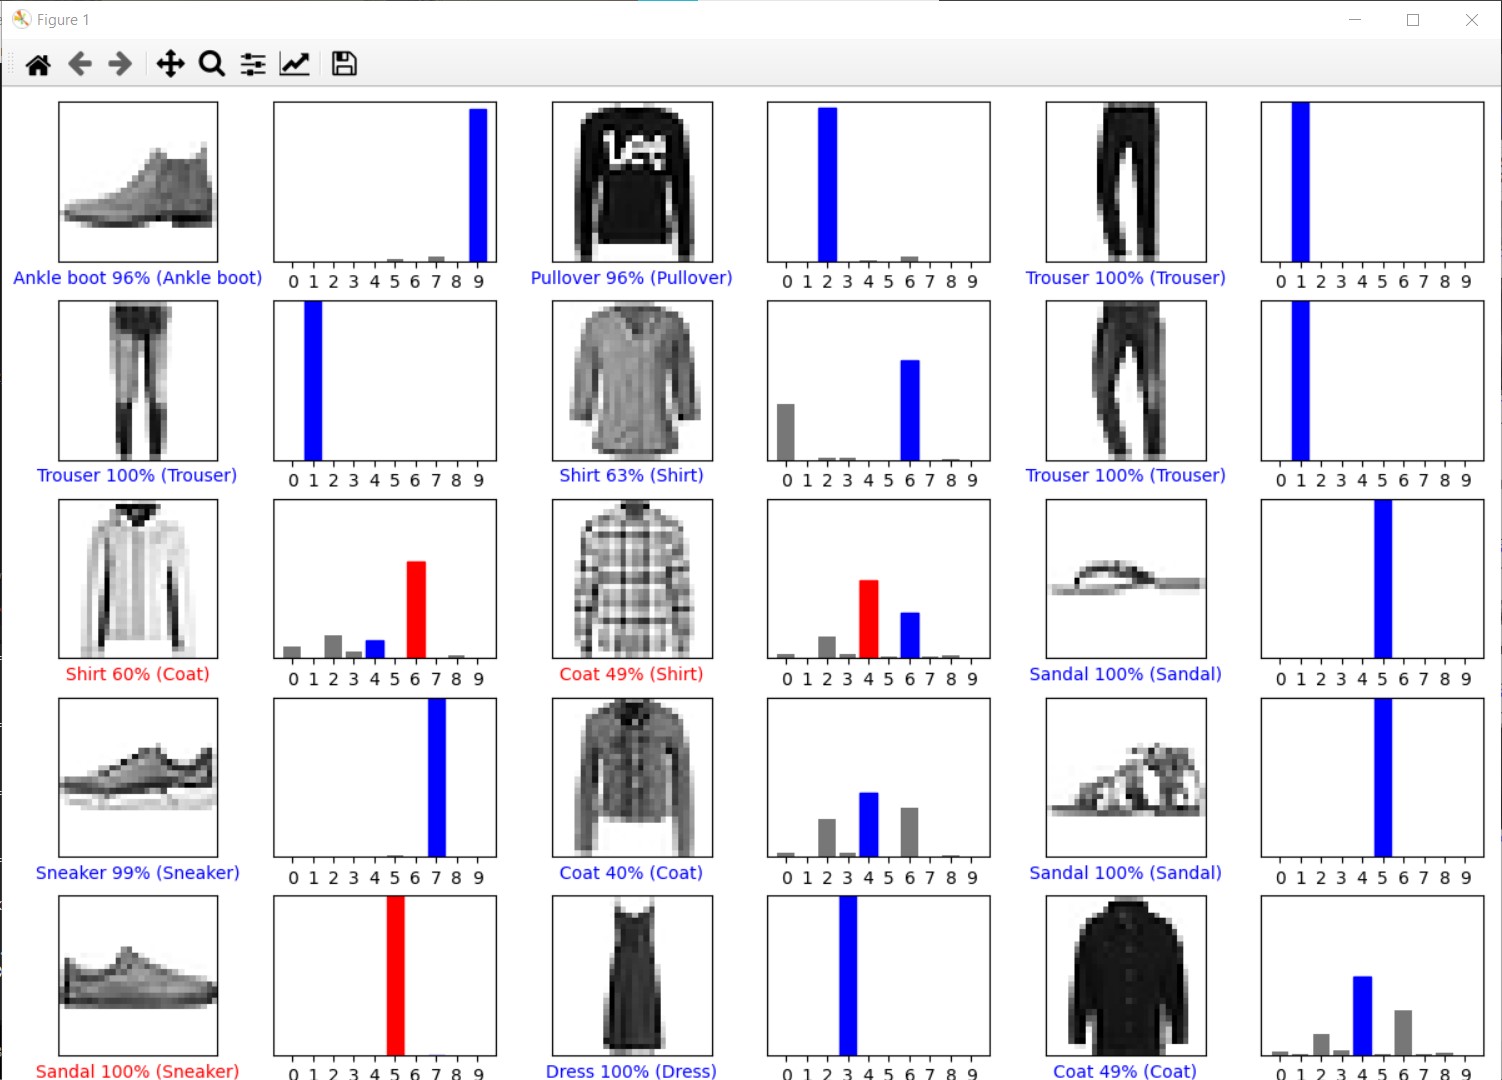 Figure 1
Lee
Ankle boot 96% (Ankle boot)
0 1 2 3 4 5 6 7 8 9
Pullover 96% (Pullover)
0 1 2 3 4 5 6 7 8 9
Trouser 100% (Trouser)
0 1 2 3 4 5 6 7 8 9
Trouser 100% (Trouser)
0 1 2 3 4 5 6 7 8 9
Shirt 63% (Shirt)
0 1 2 3 4 5 6 7 8 9
Trouser 100% (Trouser)
0 1 2 3 4 5 6 7 8 9
Shirt 60% (Coat)
0 1 2 3 4 5 6 7 8 9
Coat 49% (Shirt)
0 1 2 3 4 5 6 7 8 9
Sandal 100% (Sandal)
0 1 2 3 4 5 6 7 8 9
Sneaker 99% (Sneaker)
0 1 2 3 4 5 6 7 8 9
Coat 40% (Coat)
0 1 2 3 4 5 6 7 8 9
Sandal 100% (Sandal)
0 1 2 3 4 5 6 7 8 9
Sandal 100% (Sneaker)
0 1 2 3 4 5 6 7 8 9
Dress 100% (Dress)
0 1 2 3 4 5 6 7 8 9
Coat 49% (Coat)
0 1 2 3 4 5 6 7 8 9